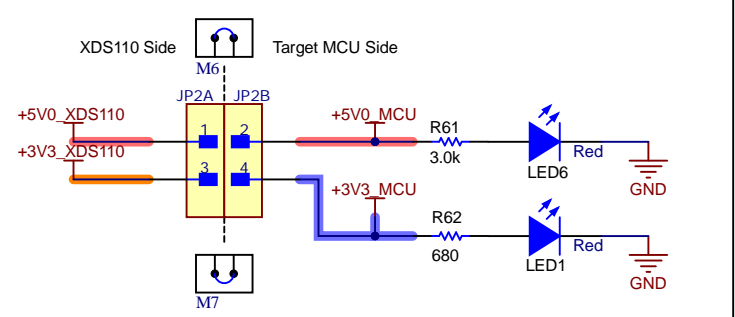 XDS110 Side
Target MCU Side
M6
JP2A
JP2B
+5V0_XDS110
+5V0_MCU
1
2
R61
3.0k
Red
LED6
+3V3_XDS110
3
4
GND
+3V3_MCU
R62
680
Red
LED1
GND
M7